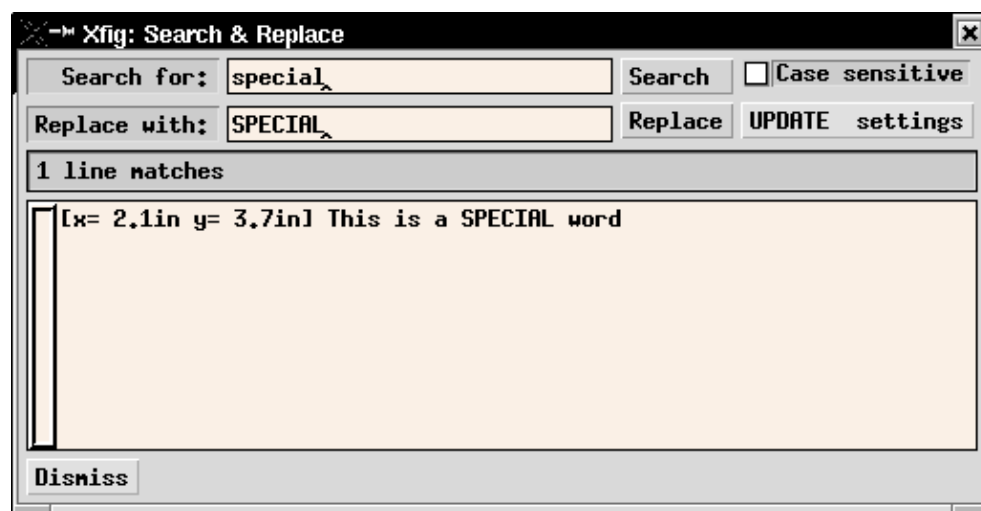 Xfig: Search & Replace
Search for: special Search Case sensitive
Replace with: SPECIAL Replace UPDATE settings
1 line matches
[x= 2.1in y= 3.7in] This is a SPECIAL word
Dismiss